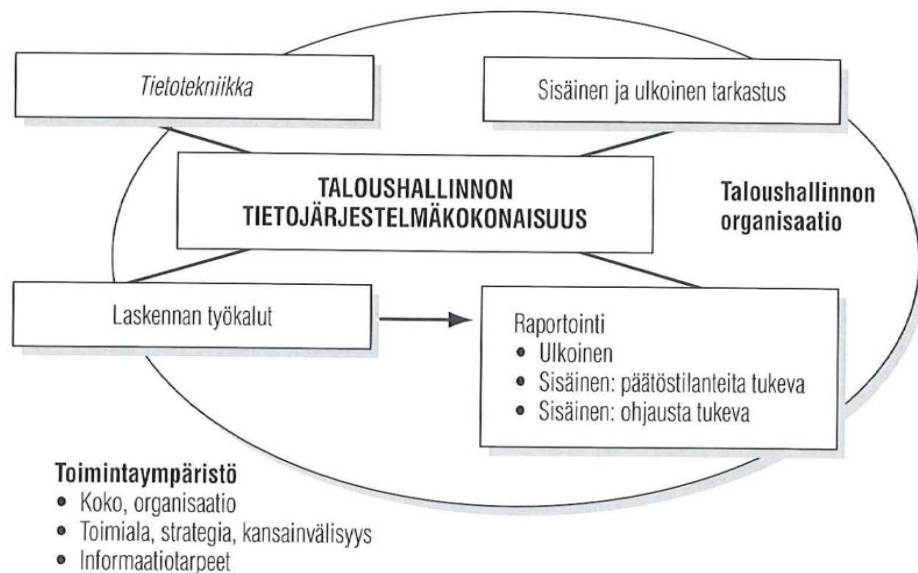 Tietotekniikka
Sisäinen ja ulkoinen tarkastus
TALOUSHALLINNON
TIETOJÄRJESTELMÄKOKONAISUUS
Taloushallinnon
organisaatio
Laskennan työkalut
Raportointi
• Ulkoinen
• Sisäinen: päätöstilanteita tukeva
• Sisäinen: ohjausta tukeva
Toimintaympäristö
• Koko, organisaatio
• Toimiala, strategia, kansainvälisyys
• Informaatiotarpeet